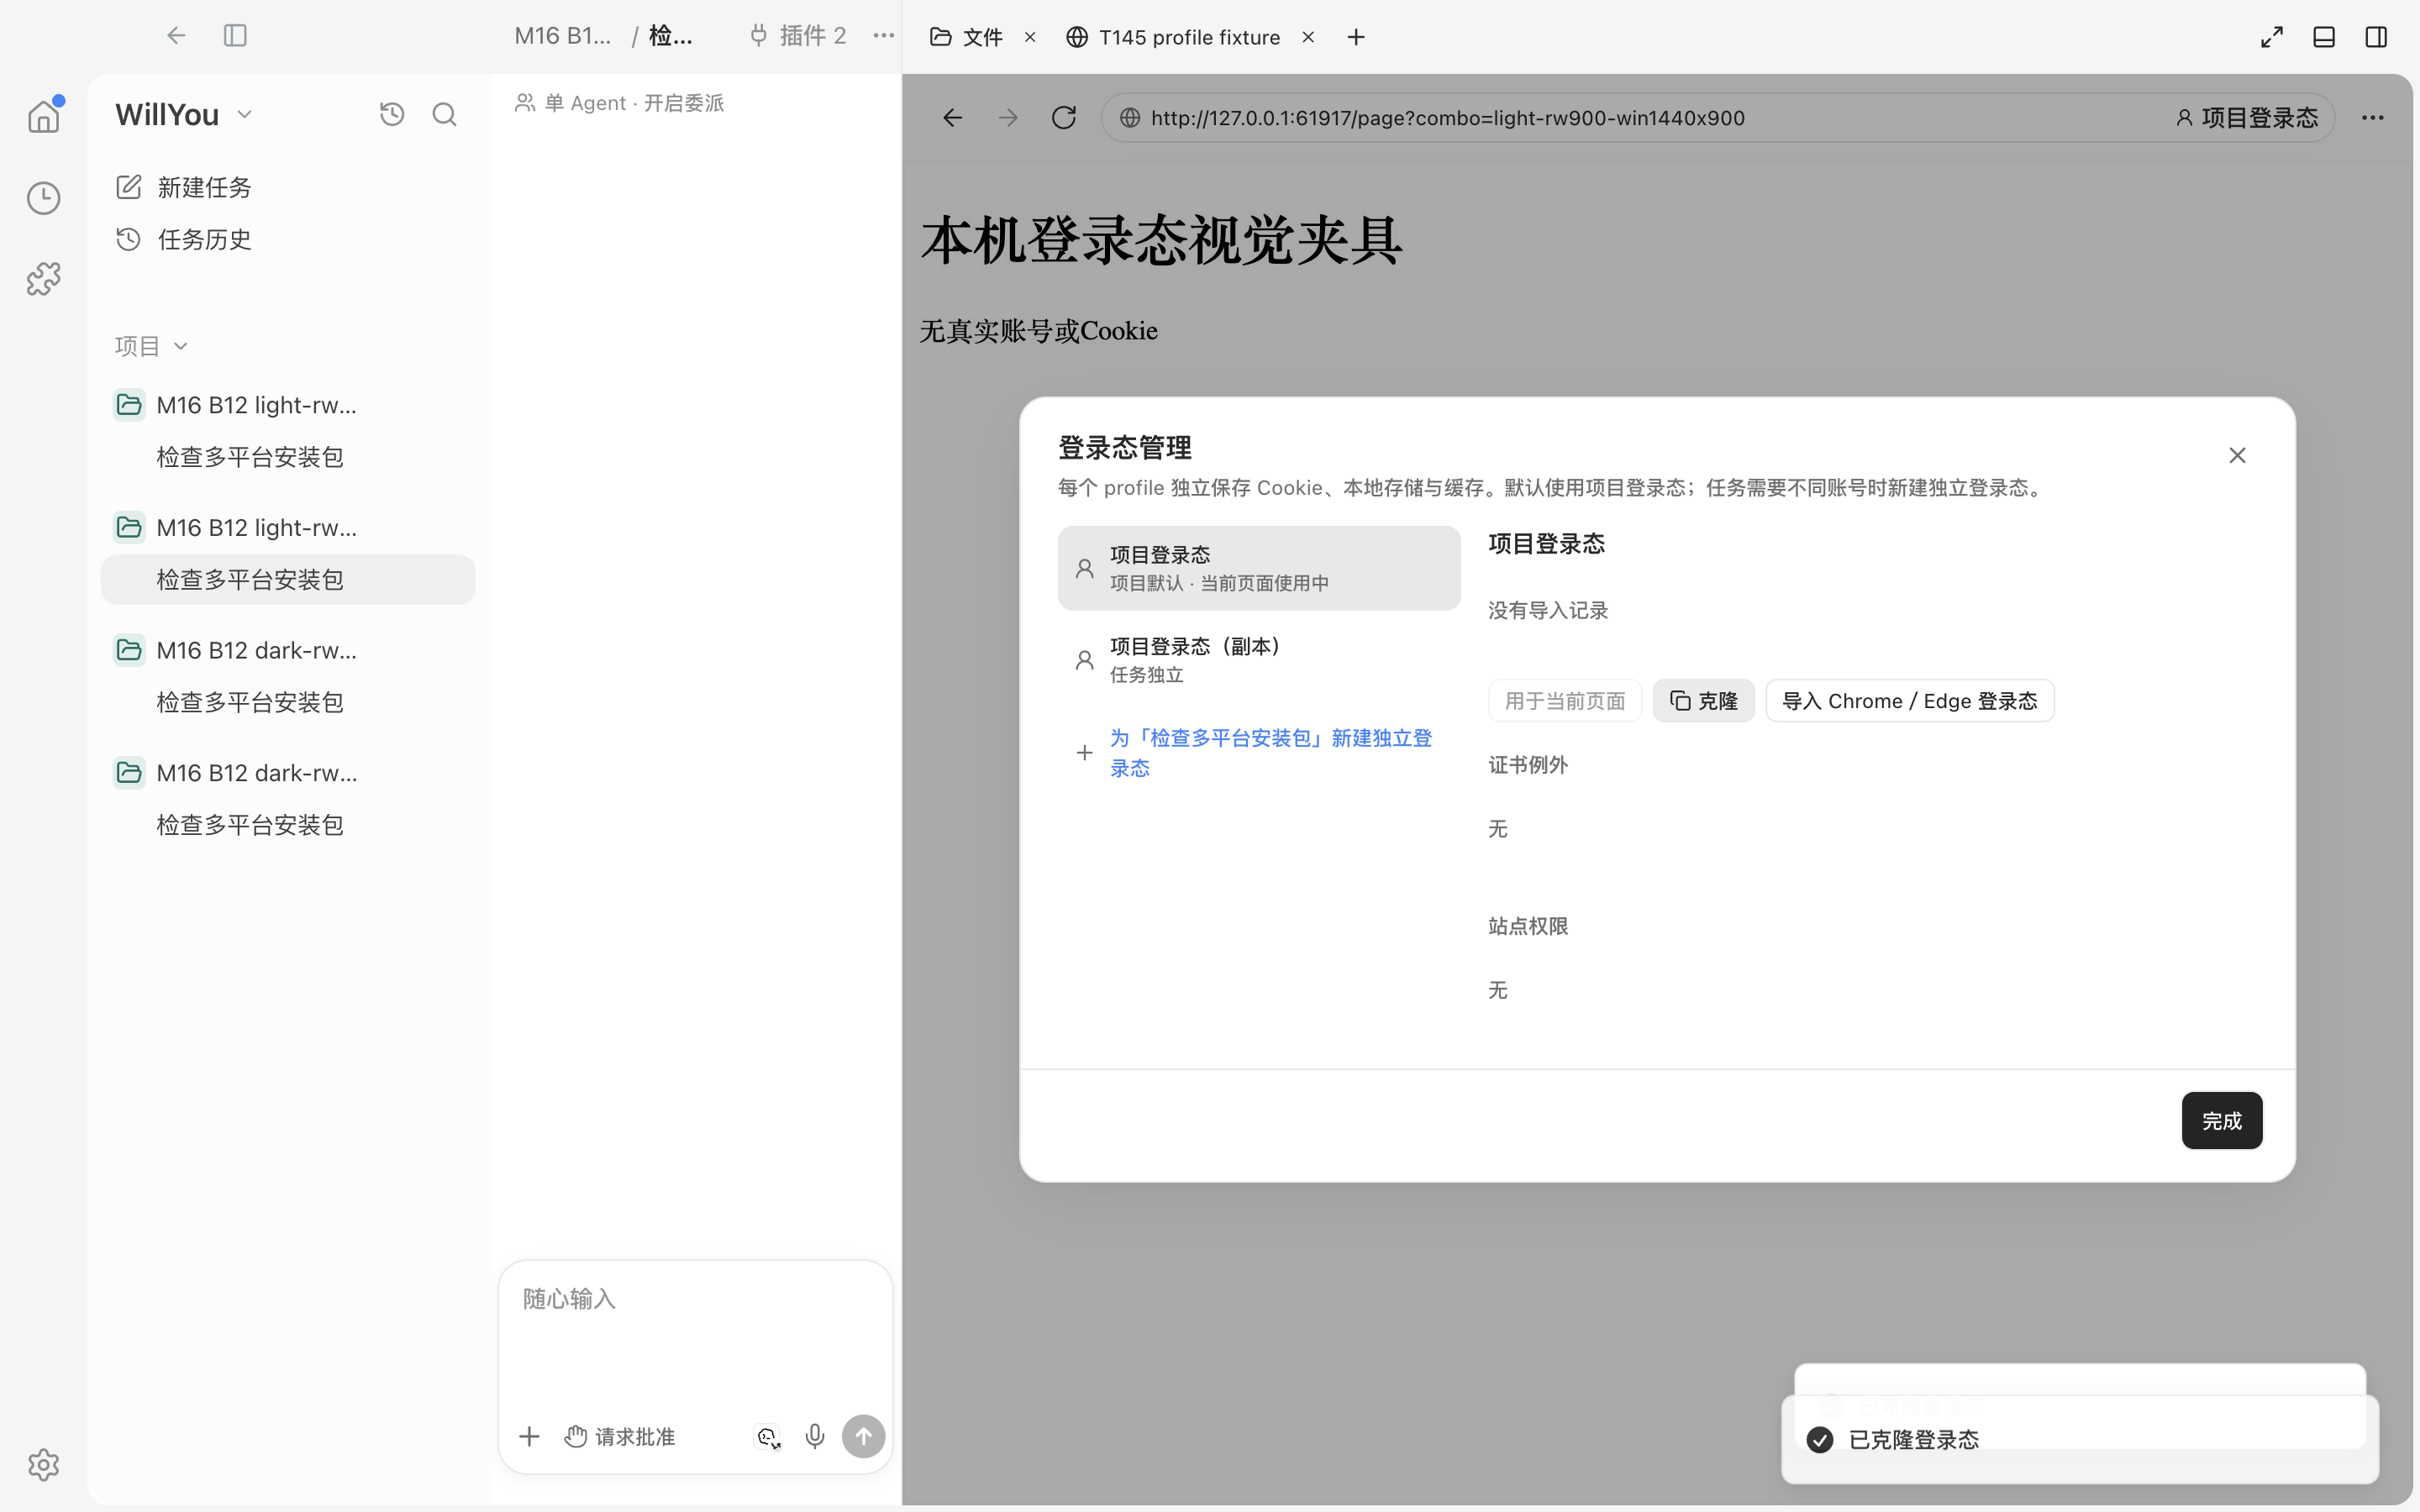 M16 B1... / 检...
插件 2
文件
T145 profile fixture
WillYou
单 Agent · 开启委派
http://127.0.0.1:61917/page?combo=light-rw900-win1440x900
项目登录态
新建任务
任务历史
项目
M16 B12 light-rw...
检查多平台安装包
M16 B12 light-rw...
检查多平台安装包
M16 B12 dark-rw...
检查多平台安装包
M16 B12 dark-rw...
检查多平台安装包
本机登录态视觉夹具
无真实账号或Cookie
登录态管理
每个 profile 独立保存 Cookie、本地存储与缓存。默认使用项目登录态；任务需要不同账号时新建独立登录态。
项目登录态
项目默认 · 当前页面使用中
项目登录态（副本）
任务独立
为「检查多平台安装包」新建独立登
录态
项目登录态
没有导入记录
用于当前页面
克隆
导入 Chrome / Edge 登录态
证书例外
无
站点权限
无
完成
随心输入
请求批准
已克隆登录态